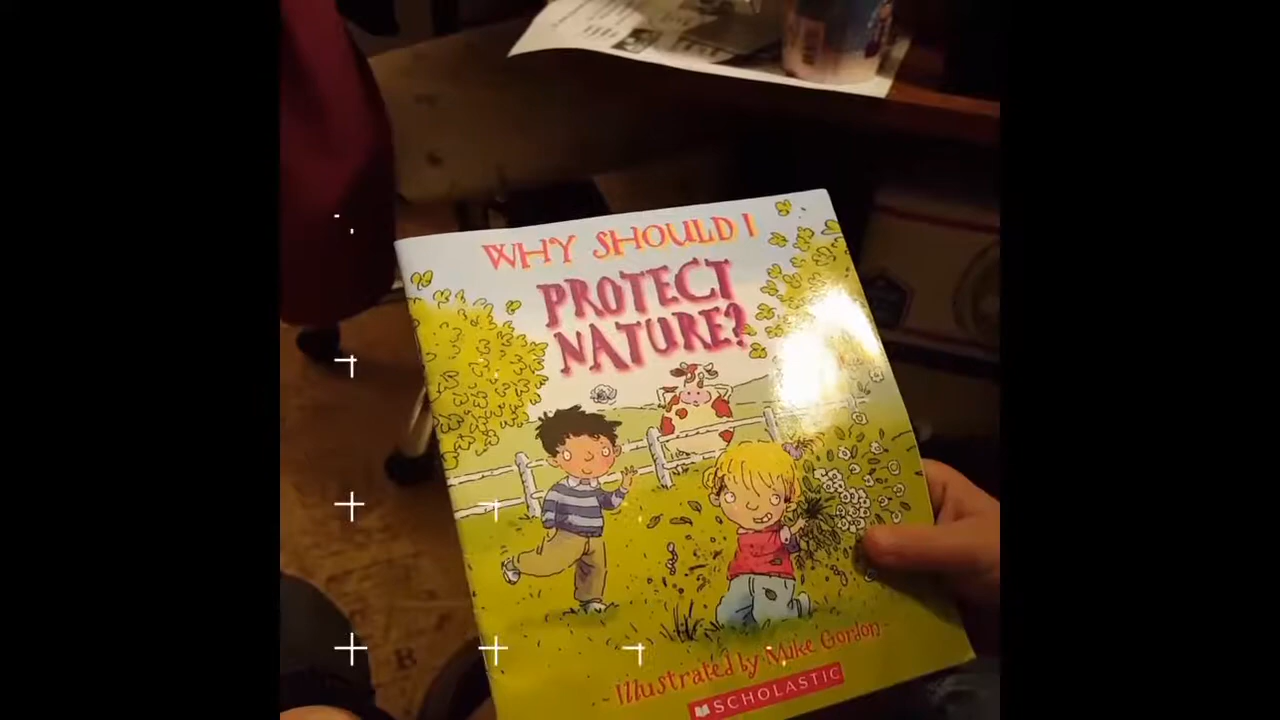 WHY SHOULD I
PROTECT
NATURE?
Illustrated by Mike Gordon
SCHOLASTIC